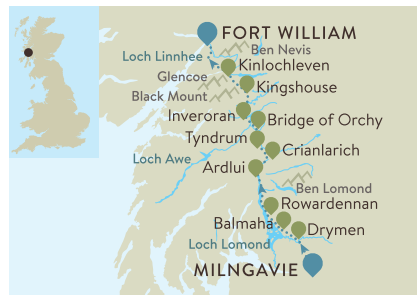 FORT WILLIAM
Ben Nevis
Loch Linnhe
Kinlochleven
Glencoe
Kingshouse
Black Mount
Inveroran
Bridge of Orchy
Tyndrum
Crianlarich
Loch Awe
Ardlui
Ben Lomond
Rowardennan
Balmaha
Drymen
Loch Lomond
MILNGAVIE